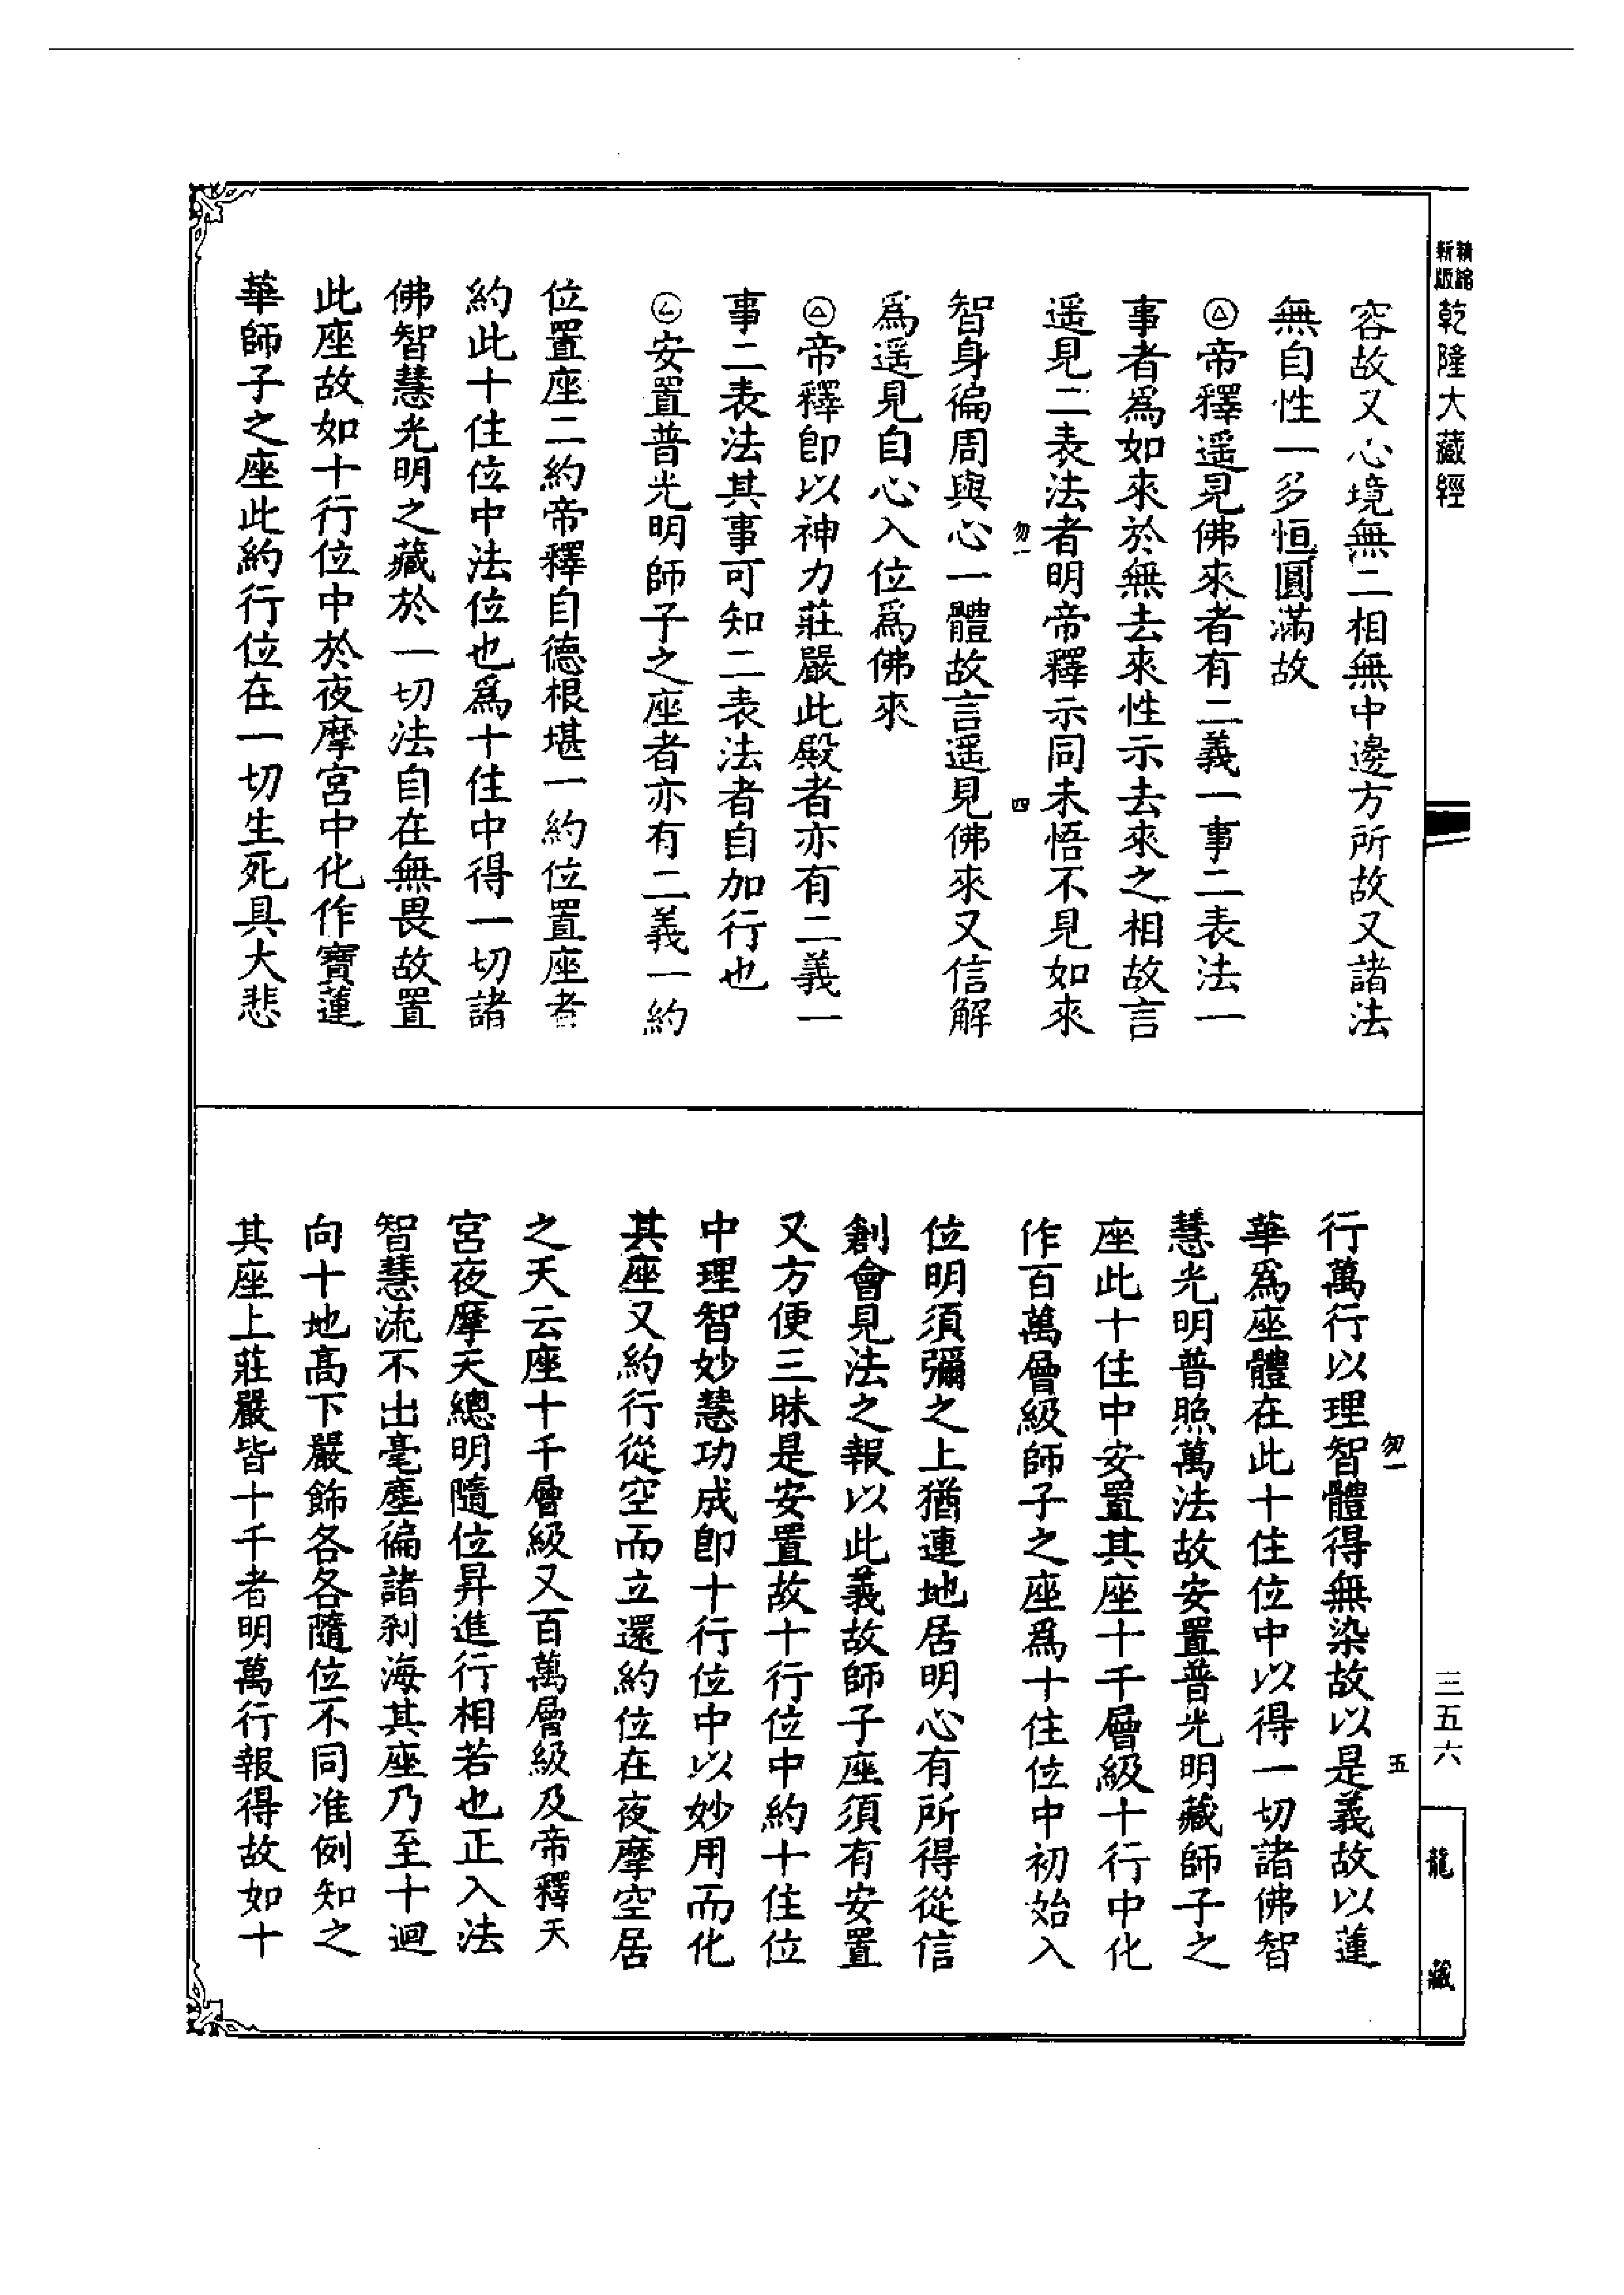 精縮
新版
乾隆大藏經
容故又心境無二相無中邊方所故又諸法
無自性一多恒圓滿故
㊁帝釋遥見佛來者有二義一事二表法一
事者爲如來於無去來性示去來之相故言
遥見二表法者明帝釋示同未悟不見如來
勿一
四
智身徧周與心一體故言遥見佛來又信解
爲遥見自心入位爲佛來
帝釋卽以神力莊嚴此殿者亦有二義一
事二表法其事可知二表法者自加行也
安置普光明師子之座者亦有二義一約
位置座二約帝釋自德根堪一約位置座者
約此十住位中法位也爲十住中得一切諸
佛智慧光明之藏於一切法自在無畏故置
此座故如十行位中於夜摩宮中化作寶蓮
華師子之座此約行位在一切生死具大悲
勿一
五
行萬行以理智體得無染故以是義故以蓮
華爲座體在此十住位中以得一切諸佛智
慧光明普照萬法故安置普光明藏師子之
座此十住中安置其座十千層級十行中化
作百萬層級師子之座爲十住位中初始入
位明須彌之上猶連地居明心有所得從信
創會見法之報以此義故師子座須有安置
又方便三昧是安置故十行位中約十住位
中理智妙慧功成卽十行位中以妙用而化
其座又約行從空而立還約位在夜摩空居
之天云座十千層級又百萬層級及帝釋天
宮夜摩天總明隨位昇進行相若也正入法
智慧流不出毫塵徧諸刹海其座乃至十迴
向十地高下嚴飾各各隨位不同准例知之
其座上莊嚴皆十千者明萬行報得故如十
三五六
龍藏